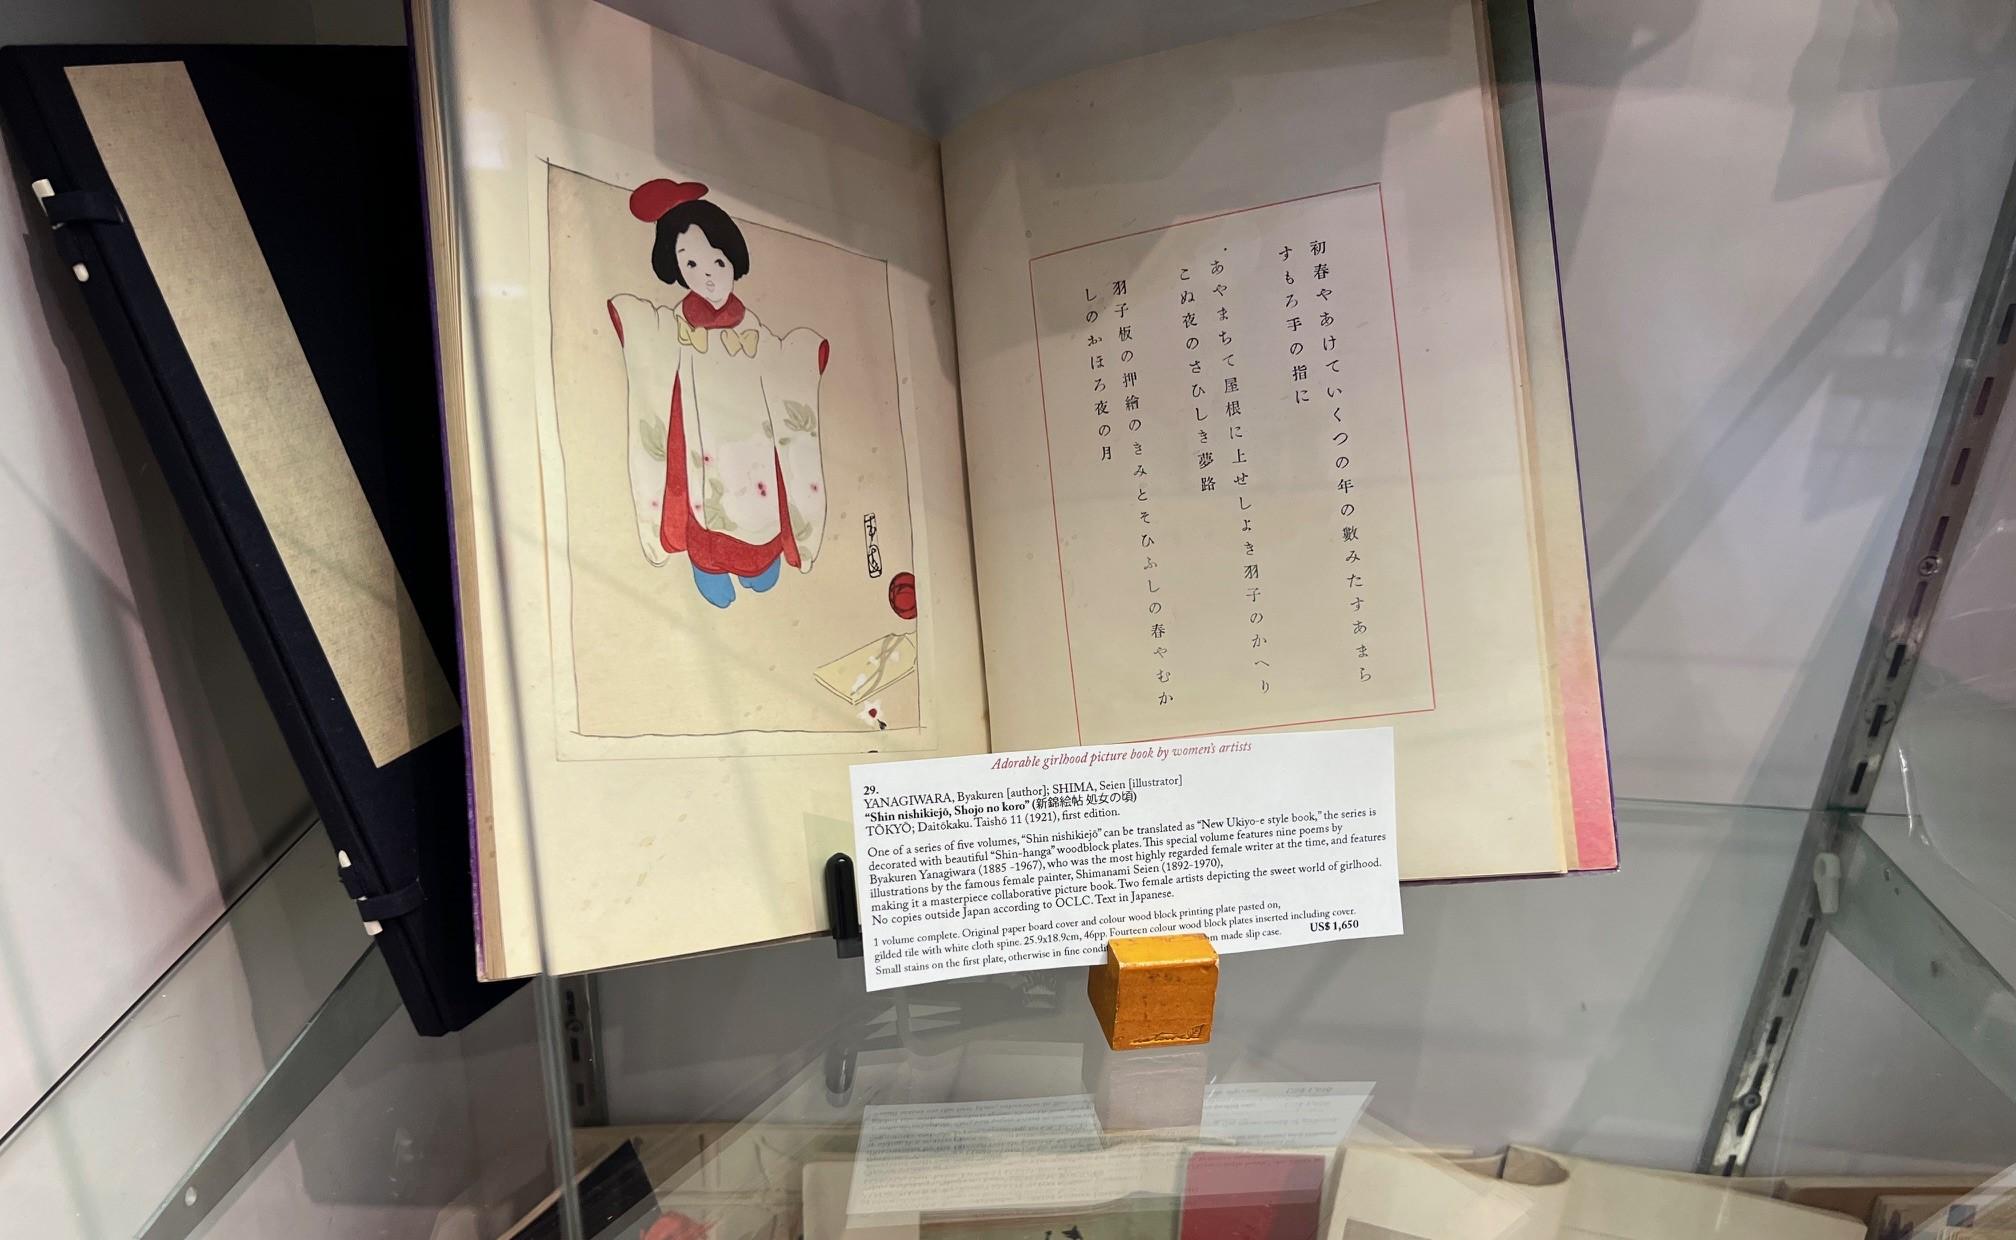 初春やあけていくつの年の數みたすあまら
すもろ手の指に
あやまちて屋根に上せしよき羽子のかへり
こぬ夜のさひしき夢路
羽子板の押繪のきみとそひふしの春やむか
しのおほろ夜の月
Adorable girlhood picture book by women's artists
29.
YANAGIWARA, Byakuren [author]; SHIMA, Seien [illustrator]
"Shin nishikiejō, Shojo no koro" (新錦絵帖 処女の頃)
TŌKYŌ; Daitōkaku. Taishō 11 (1921), first edition.
One of a series of five volumes, "Shin nishikiejō" can be translated as "New Ukiyo-e style book," the series is
decorated with beautiful "Shin-hanga" woodblock plates. This special volume features nine poems by
Byakuren Yanagiwara (1885 -1967), who was the most highly regarded female writer at the time, and features
illustrations by the famous female painter, Shimanami Seien (1892-1970),
making it a masterpiece collaborative picture book. Two female artists depicting the sweet world of girlhood.
No copies outside Japan according to OCLC. Text in Japanese.
1 volume complete. Original paper board cover and colour wood block printing plate pasted on,
gilded tile with white cloth spine. 25.9x18.9cm, 46pp. Fourteen colour wood block plates inserted including cover.
Small stains on the first plate, otherwise in fine made slip case.
US$ 1,650